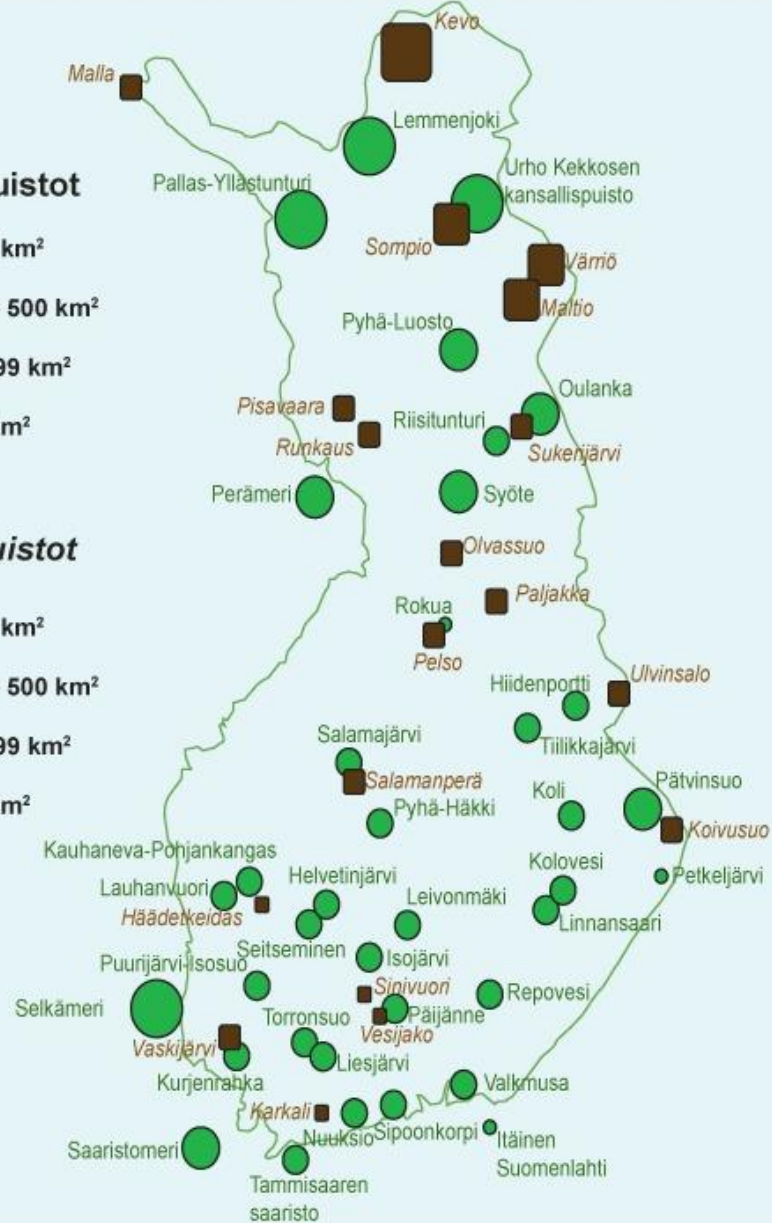 Kevo
Malla
Lemmenjoki
uistot
Pallas-Yllästunturi
Urho Kekkosen
kansallispuisto
km²
Sompio
Värriö
500 km²
Maltio
Pyhä-Luosto
99 km²
Oulanka
Pisavaara
Riisitunturi
m²
Runkaus
Sukerijärvi
Perämeri
Syöte
uistot
Olvassuo
Paljakka
Rokua
km²
Pelso
Ulvinsalo
500 km²
Hiidenportti
Salamajärvi
99 km²
Tiilikkajärvi
Salamanperä
Pätvinsuo
Koli
m²
Pyhä-Häkki
Koivusuo
Kauhaneva-Pohjankangas
Kolovesi
Helvetinjärvi
Petkeljärvi
Lauhanvuori
Leivonmäki
Häädetkeidas
Linnansaari
Seitseminen
Isojärvi
Puurijärvi-Isosuo
Sinivuori
Repovesi
Selkämeri
Torronsuo
Päijänne
Vesijako
Vaskijärvi
Liesjärvi
Kurjenrahka
Valkmusa
Karkali
Nuuksio
Sipoonkorpi
Itäinen
Suomenlahti
Saaristomeri
Tammisaaren
saaristo